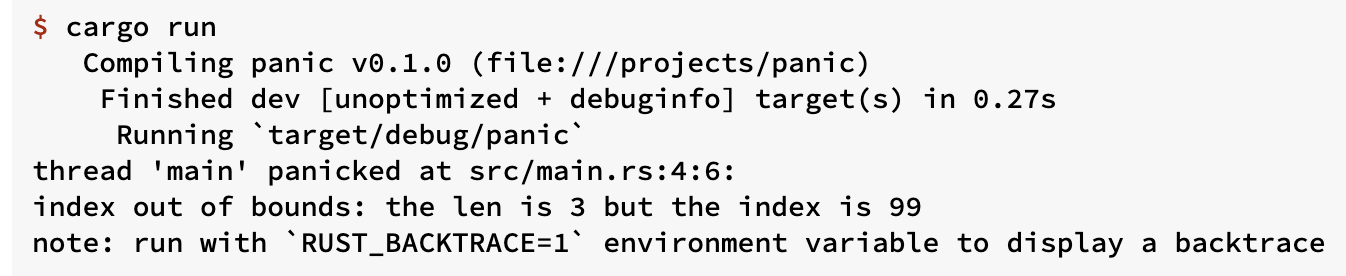 $ cargo run
   Compiling panic v0.1.0 (file:///projects/panic)
    Finished dev [unoptimized + debuginfo] target(s) in 0.27s
     Running `target/debug/panic`
thread 'main' panicked at src/main.rs:4:6:
index out of bounds: the len is 3 but the index is 99
note: run with `RUST_BACKTRACE=1` environment variable to display a backtrace